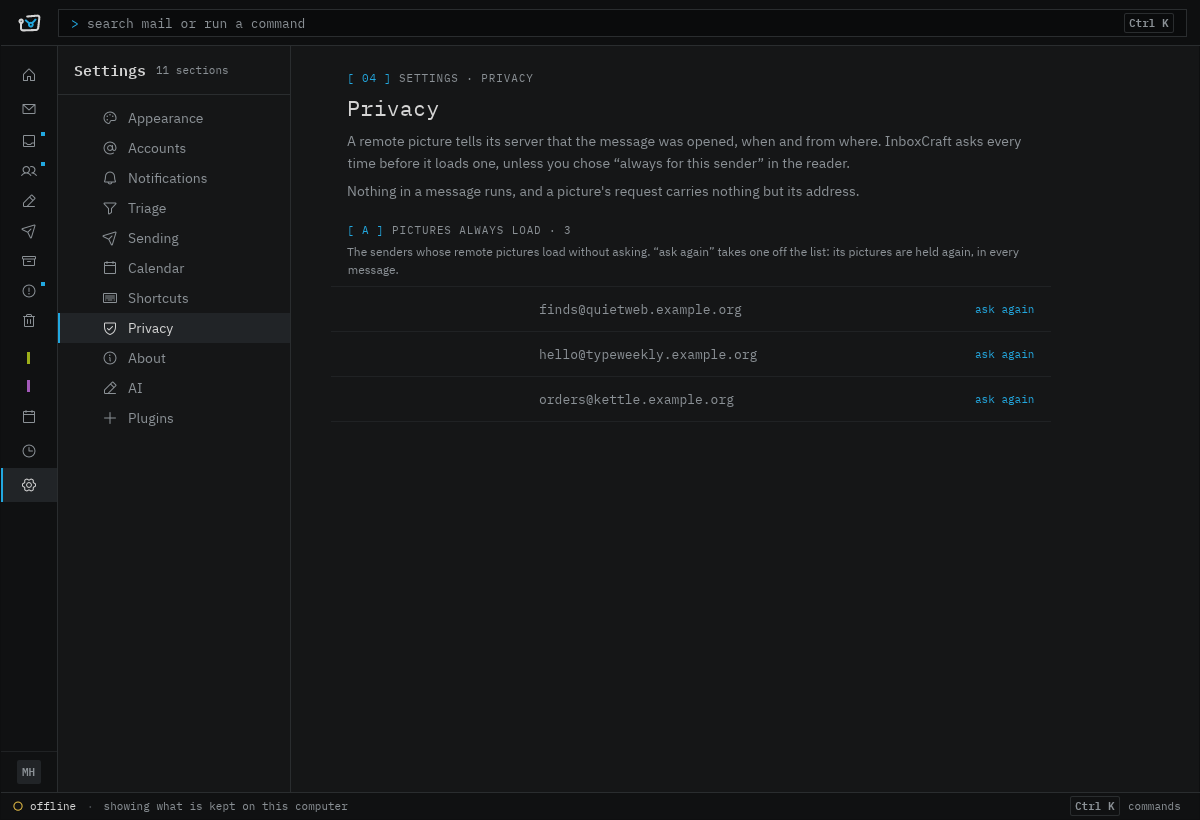 > search mail or run a command Ctrl K
Settings 11 sections
Appearance
Accounts
Notifications
Triage
Sending
Calendar
Shortcuts
Privacy
About
AI
Plugins
[ 04 ] SETTINGS · PRIVACY
Privacy
A remote picture tells its server that the message was opened, when and from where. InboxCraft asks every
time before it loads one, unless you chose “always for this sender” in the reader.
Nothing in a message runs, and a picture's request carries nothing but its address.
[ A ] PICTURES ALWAYS LOAD · 3
The senders whose remote pictures load without asking. “ask again” takes one off the list: its pictures are held again, in every
message.
finds@quietweb.example.org ask again
hello@typeweekly.example.org ask again
orders@kettle.example.org ask again
MH
offline · showing what is kept on this computer Ctrl K commands